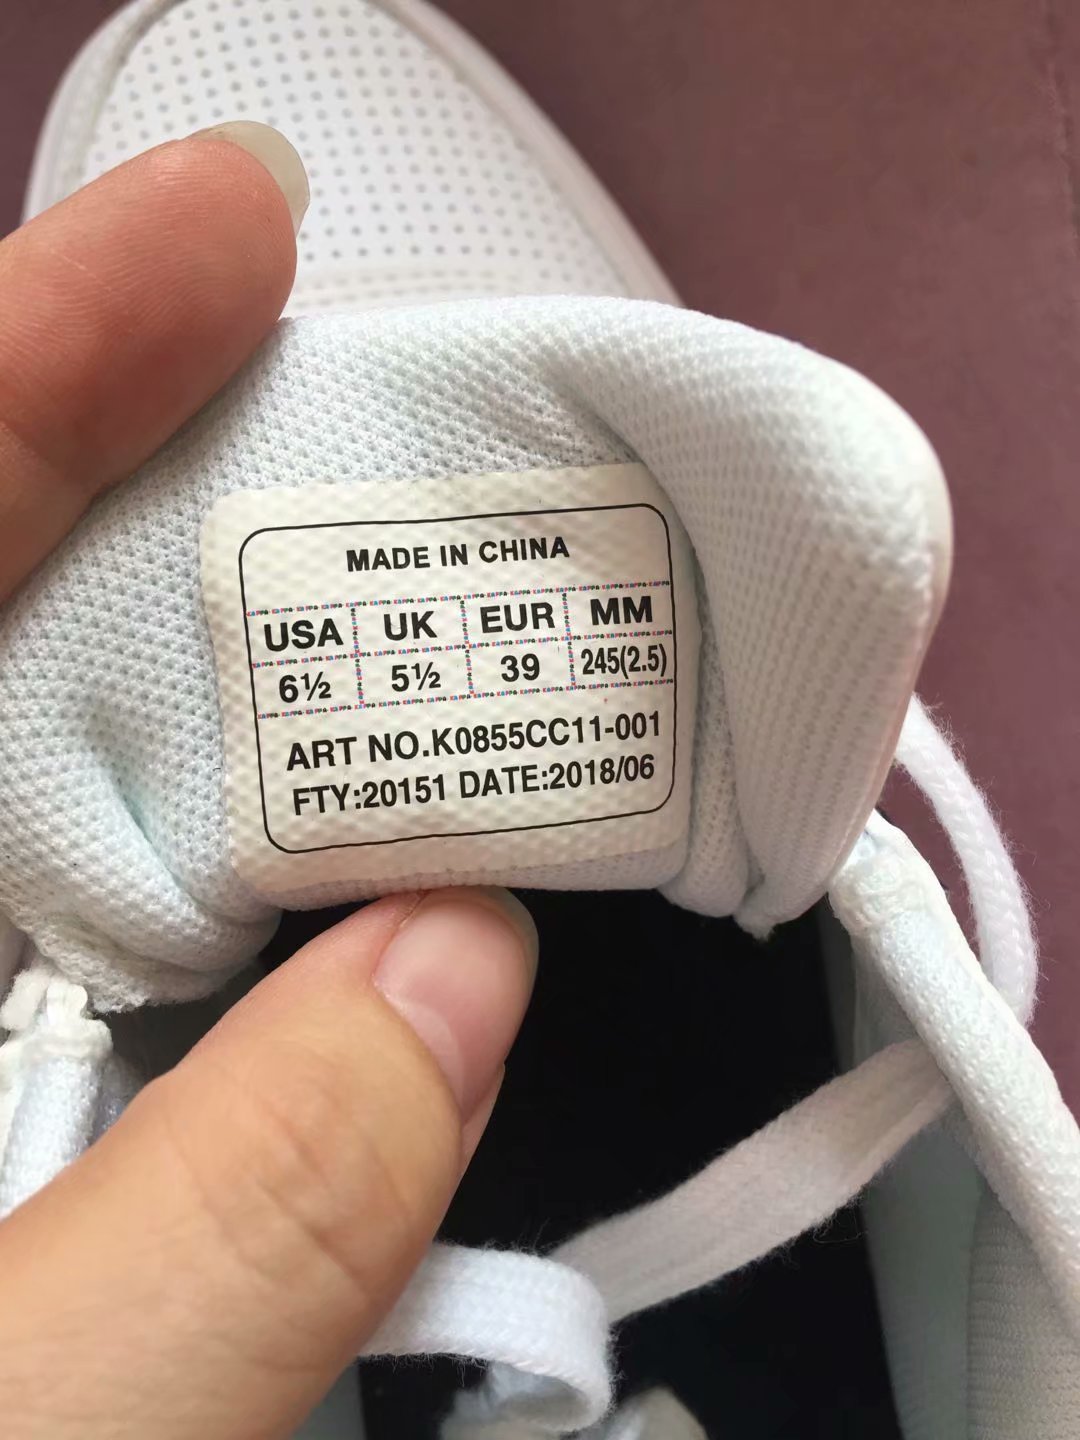 MADE IN CHINA
USA UK EUR MM
6½ 5½ 39 245(2.5)
ART NO.K0855CC11-001
FTY:20151 DATE:2018/06